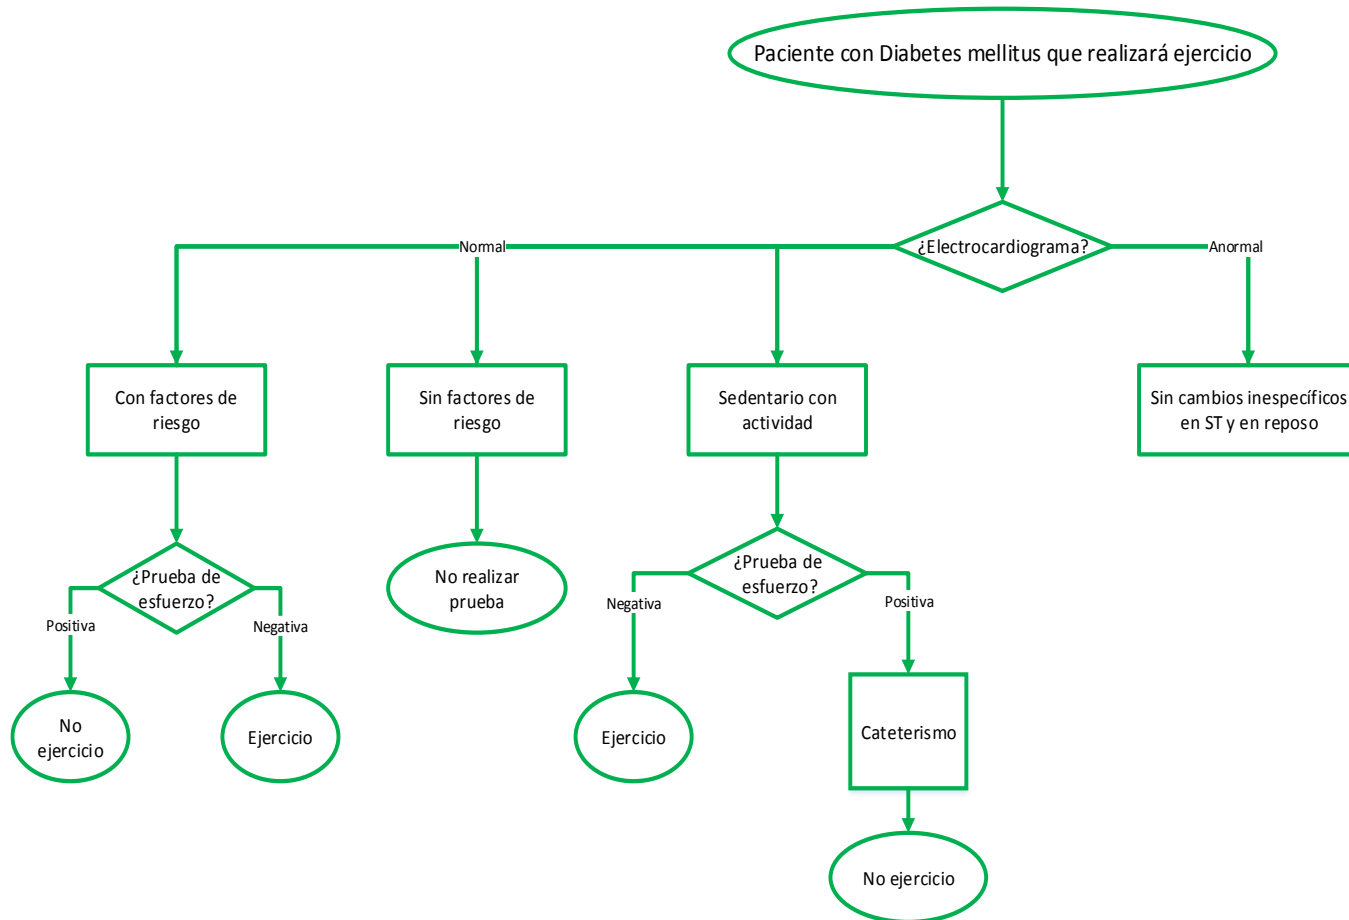 Paciente con Diabetes mellitus que realizará ejercicio
¿Electrocardiograma?
Normal
Anormal
Con factores de
riesgo
Sin factores de
riesgo
Sedentario con
actividad
Sin cambios inespecíficos
en ST y en reposo
¿Prueba de
esfuerzo?
Positiva
Negativa
No realizar
prueba
¿Prueba de
esfuerzo?
Negativa
Positiva
No
ejercicio
Ejercicio
Ejercicio
Cateterismo
No ejercicio